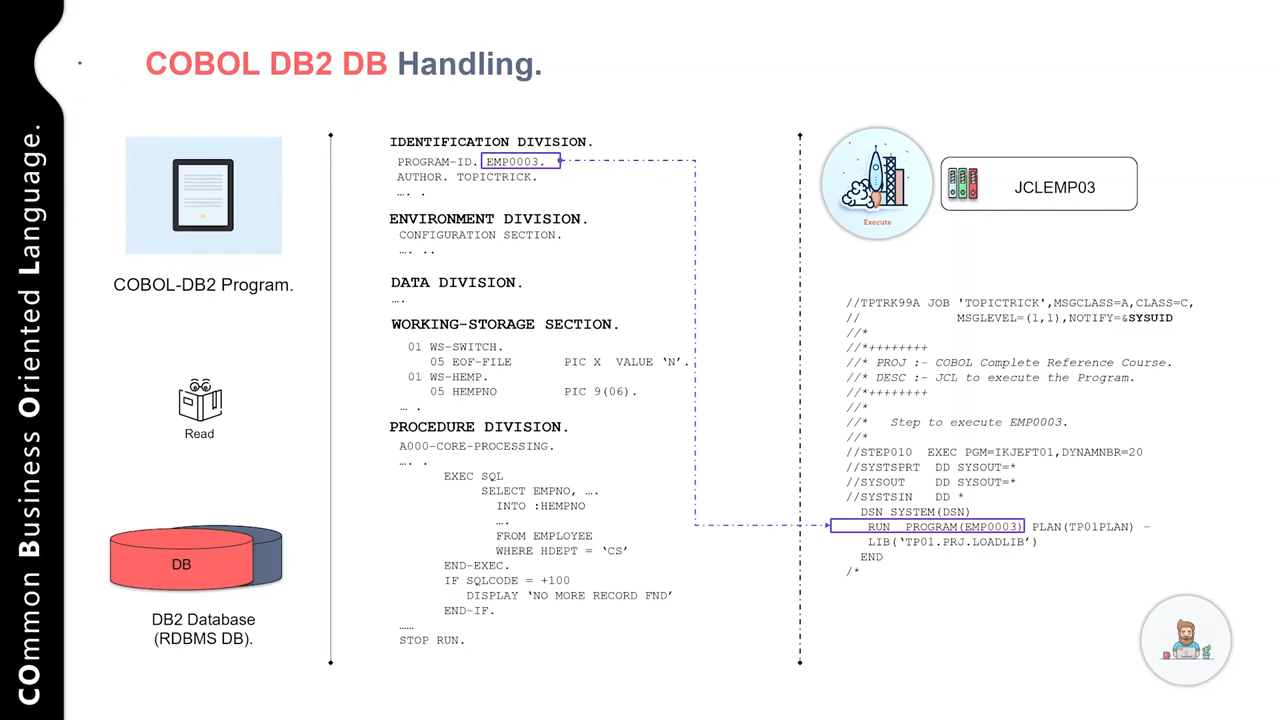 COmmon Business Oriented Language.
COBOL DB2 DB Handling.
COBOL-DB2 Program.
Read
DB
DB2 Database
(RDBMS DB).
IDENTIFICATION DIVISION.
PROGRAM-ID. EMP0003.
AUTHOR. TOPICTRICK.
…. .
ENVIRONMENT DIVISION.
CONFIGURATION SECTION.
…. ..
DATA DIVISION.
….
WORKING-STORAGE SECTION.
01 WS-SWITCH.
05 EOF-FILE PIC X VALUE ‘N’.
01 WS-HEMP.
05 HEMPNO PIC 9(06).
… .
PROCEDURE DIVISION.
A000-CORE-PROCESSING.
…. .
EXEC SQL
SELECT EMPNO, ….
INTO :HEMPNO
….
FROM EMPLOYEE
WHERE HDEPT = ‘CS’
END-EXEC.
IF SQLCODE = +100
DISPLAY ‘NO MORE RECORD FND’
END-IF.
……
STOP RUN.
Execute
JCLEMP03
//TPTRK99A JOB 'TOPICTRICK',MSGCLASS=A,CLASS=C,
// MSGLEVEL=(1,1),NOTIFY=&SYSUID
//*
//*++++++++
//* PROJ :- COBOL Complete Reference Course.
//* DESC :- JCL to execute the Program.
//*++++++++
//*
//* Step to execute EMP0003.
//*
//STEP010 EXEC PGM=IKJEFT01,DYNAMNBR=20
//SYSTSPRT DD SYSOUT=*
//SYSOUT DD SYSOUT=*
//SYSTSIN DD *
DSN SYSTEM(DSN)
RUN PROGRAM(EMP0003) PLAN(TP01PLAN) –
LIB(‘TP01.PRJ.LOADLIB’)
END
/*